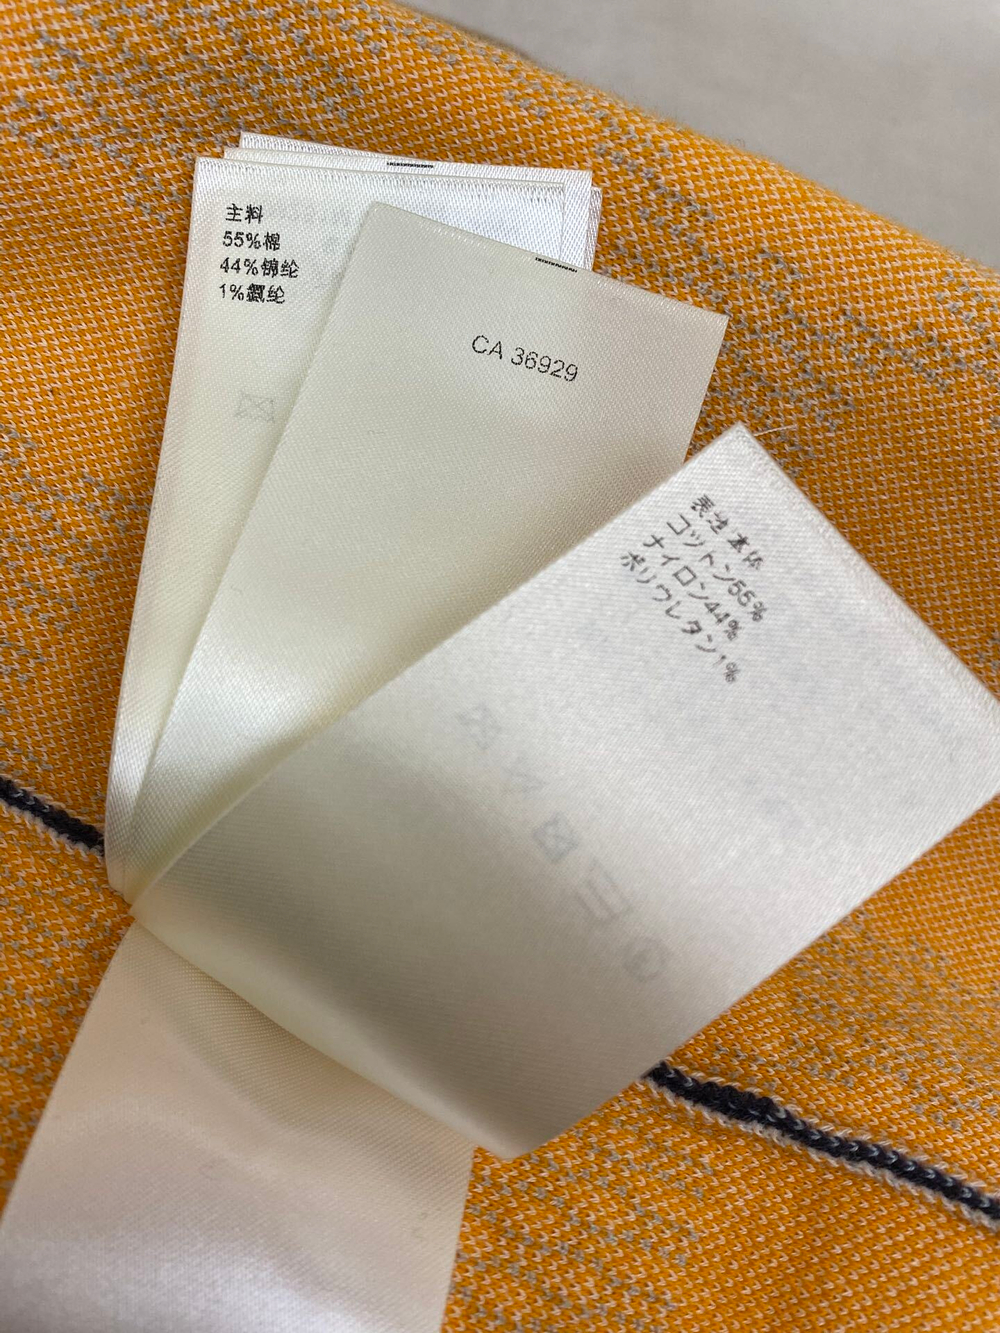 主料
55%棉
44%锦纶
1%氨纶
CA 36929
表地 本体
コットン55%
ナイロン44%
ポリウレタン1%